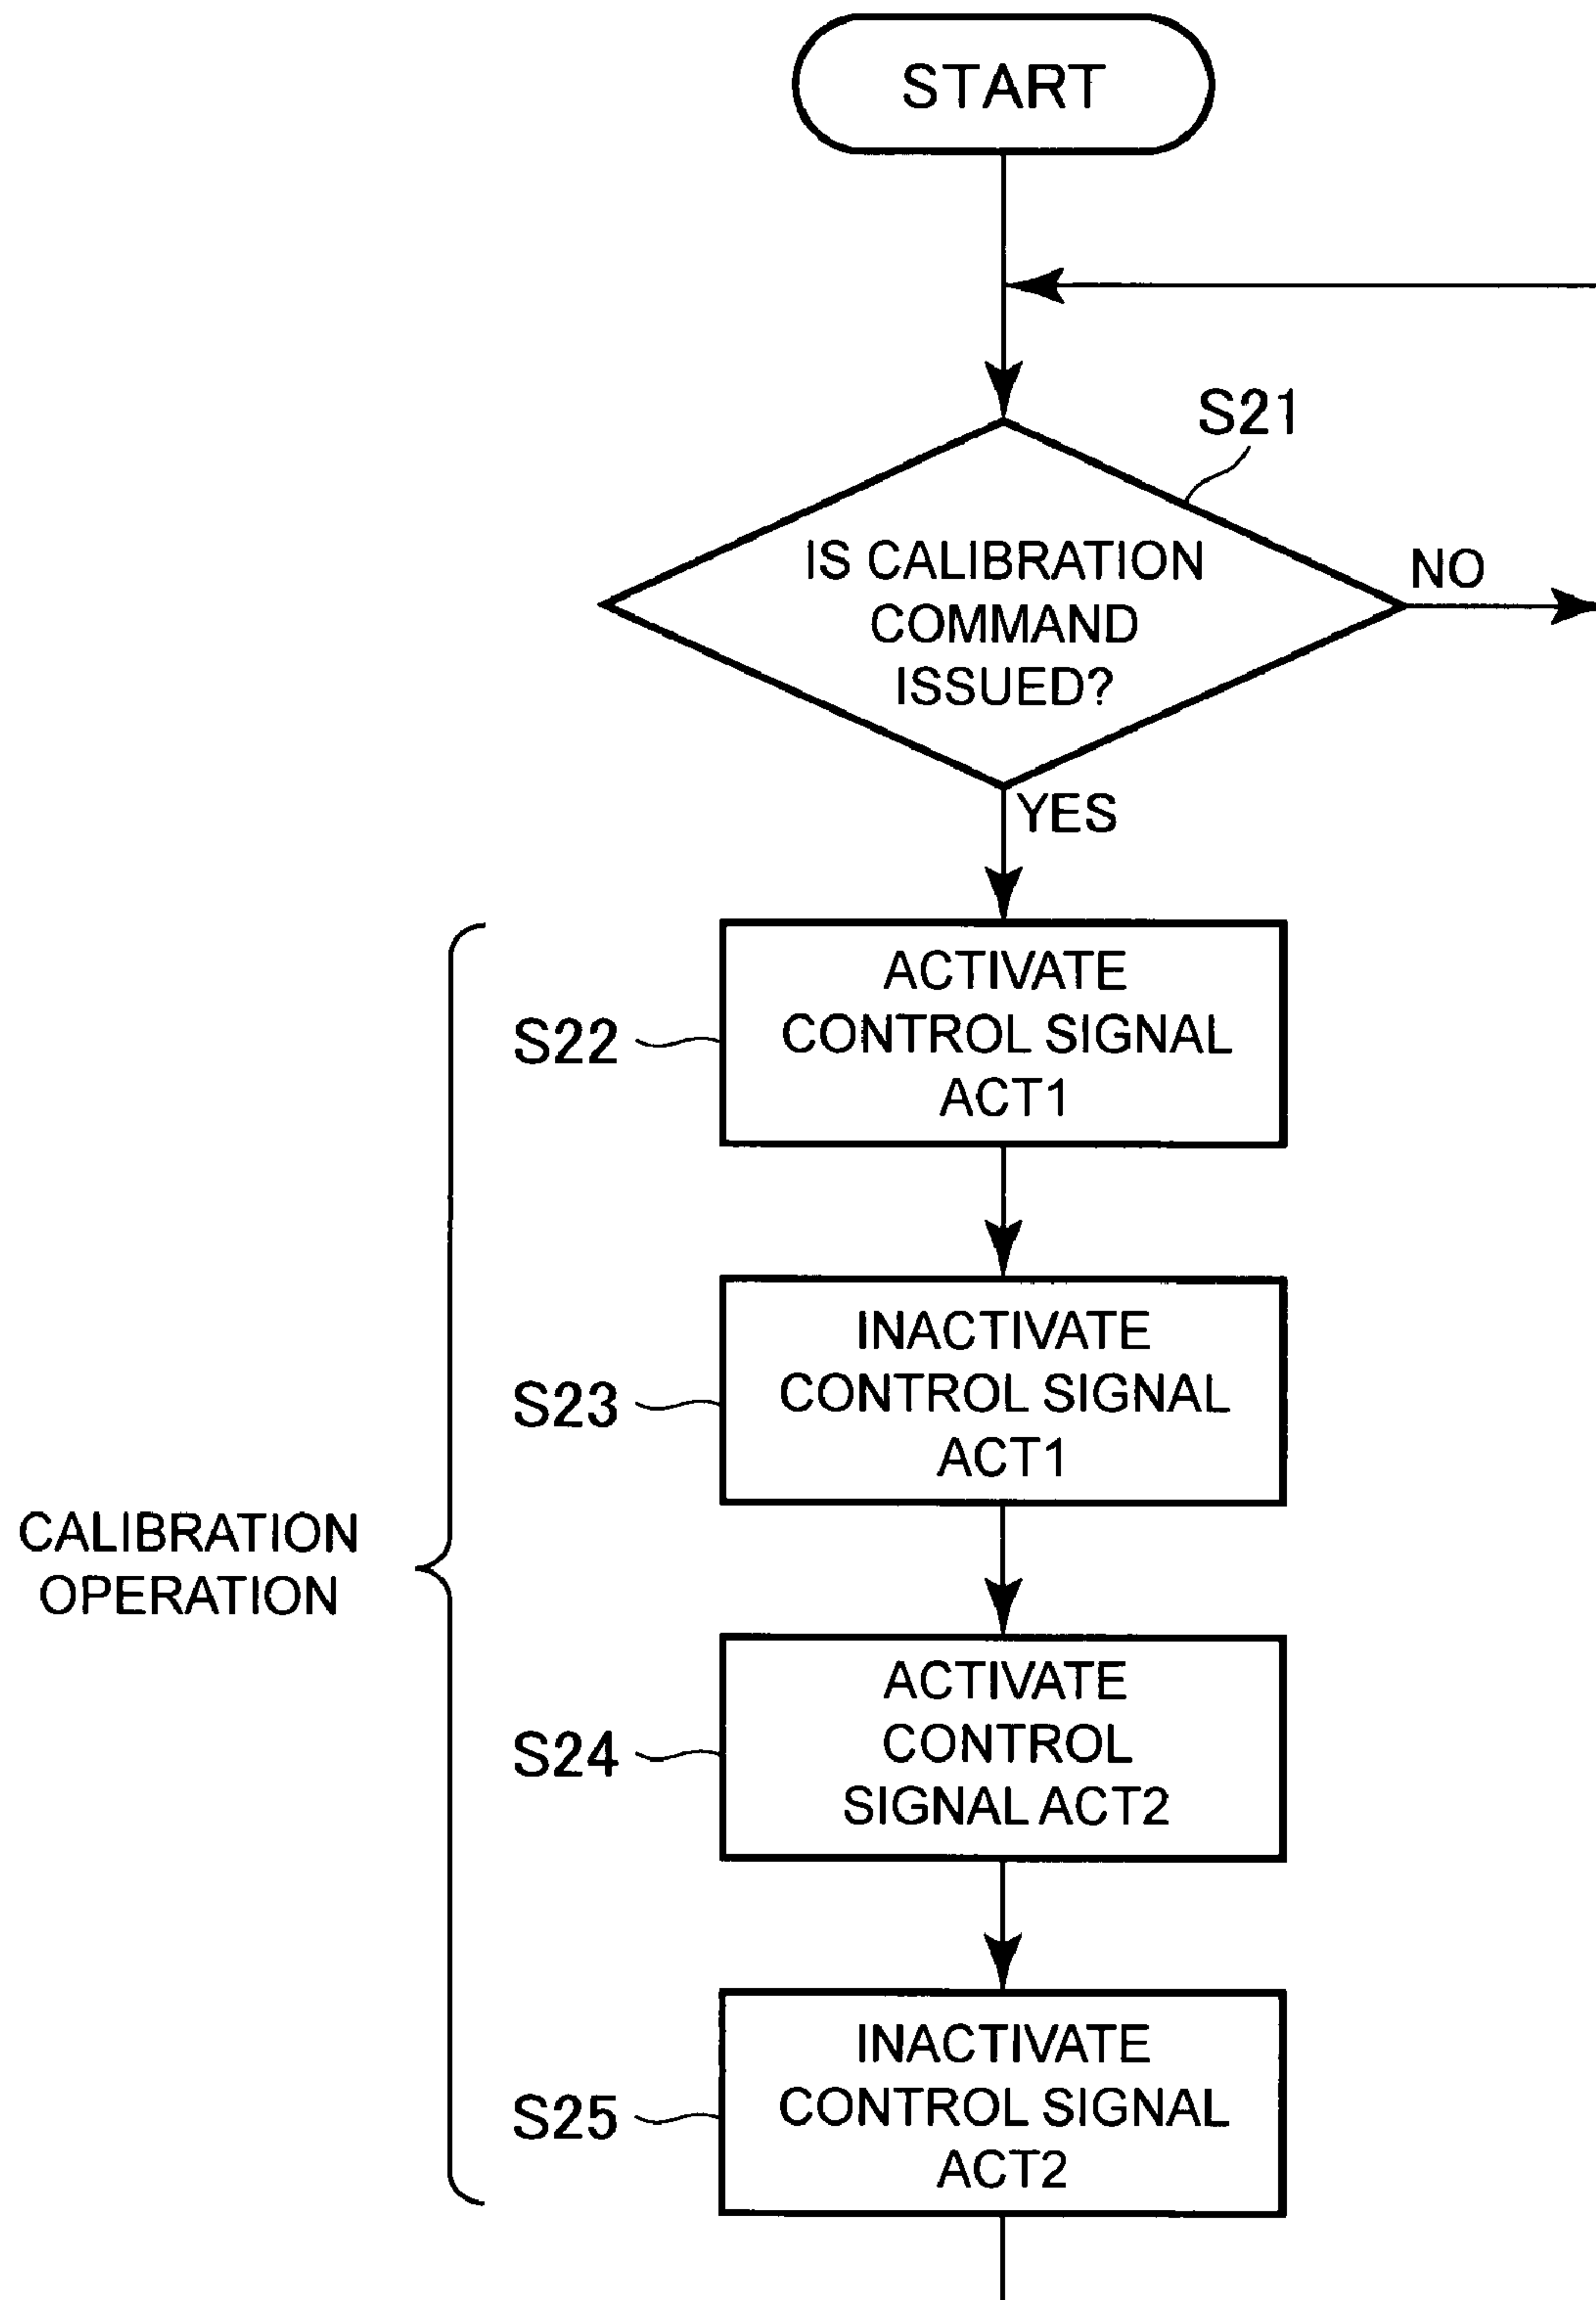 START
S21
IS CALIBRATION
COMMAND
ISSUED?
NO
YES
S22
ACTIVATE
CONTROL SIGNAL
ACT1
S23
INACTIVATE
CONTROL SIGNAL
ACT1
CALIBRATION
OPERATION
S24
ACTIVATE
CONTROL
SIGNAL ACT2
S25
INACTIVATE
CONTROL SIGNAL
ACT2